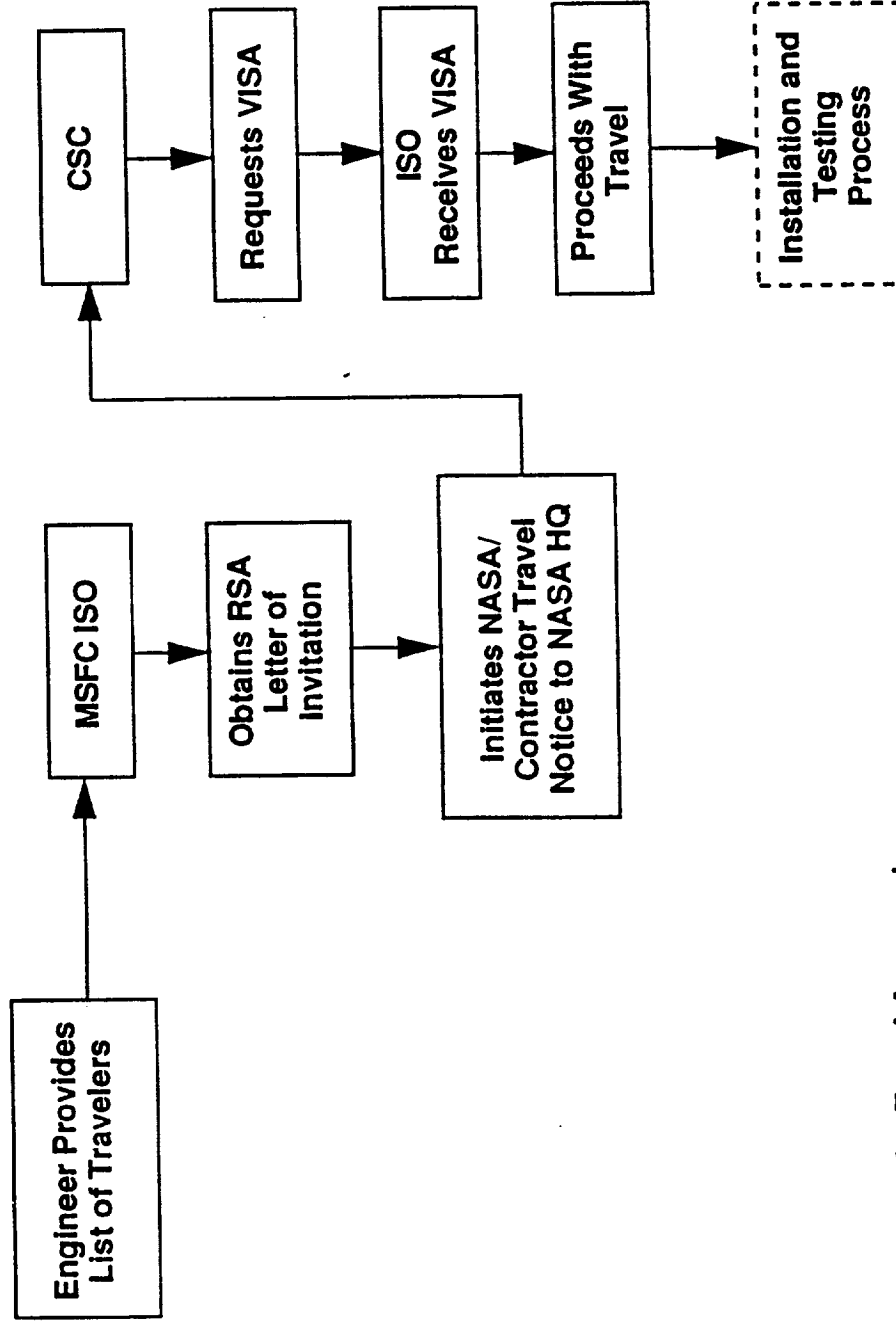 Engineer Provides
List of Travelers
MSFC ISO
Obtains RSA
Letter of
Invitation
Initiates NASA/
Contractor Travel
Notice to NASA HQ
CSC
Requests VISA
ISO
Receives VISA
Proceeds With
Travel
Installation and
Testing
Process